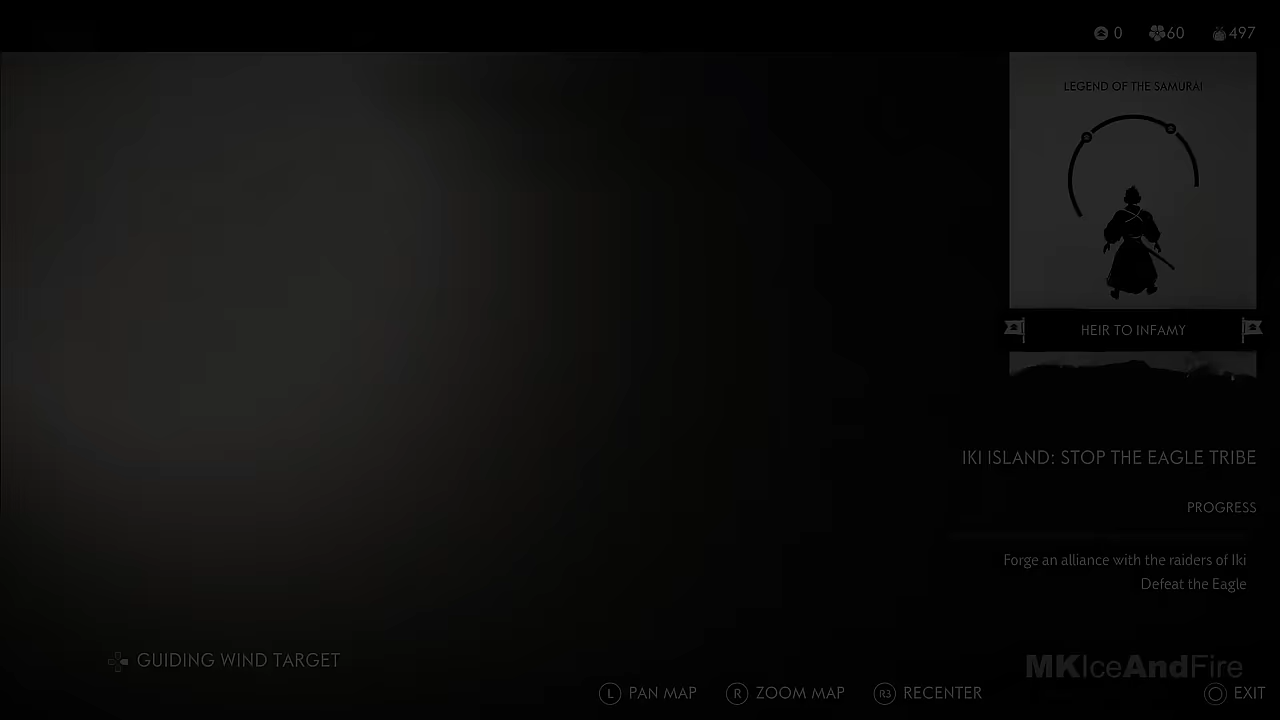 0 60 497
LEGEND OF THE SAMURAI
HEIR TO INFAMY
IKI ISLAND: STOP THE EAGLE TRIBE
PROGRESS
Forge an alliance with the raiders of Iki
Defeat the Eagle
GUIDING WIND TARGET
MKIceAndFire
L PAN MAP R ZOOM MAP R3 RECENTER EXIT